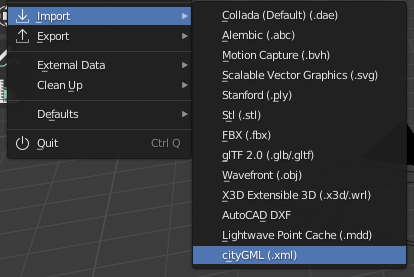 Import
Export
External Data
Clean Up
Defaults
Quit Ctrl Q
Collada (Default) (.dae)
Alembic (.abc)
Motion Capture (.bvh)
Scalable Vector Graphics (.svg)
Stanford (.ply)
Stl (.stl)
FBX (.fbx)
glTF 2.0 (.glb/.gltf)
Wavefront (.obj)
X3D Extensible 3D (.x3d/.wrl)
AutoCAD DXF
Lightwave Point Cache (.mdd)
cityGML (.xml)